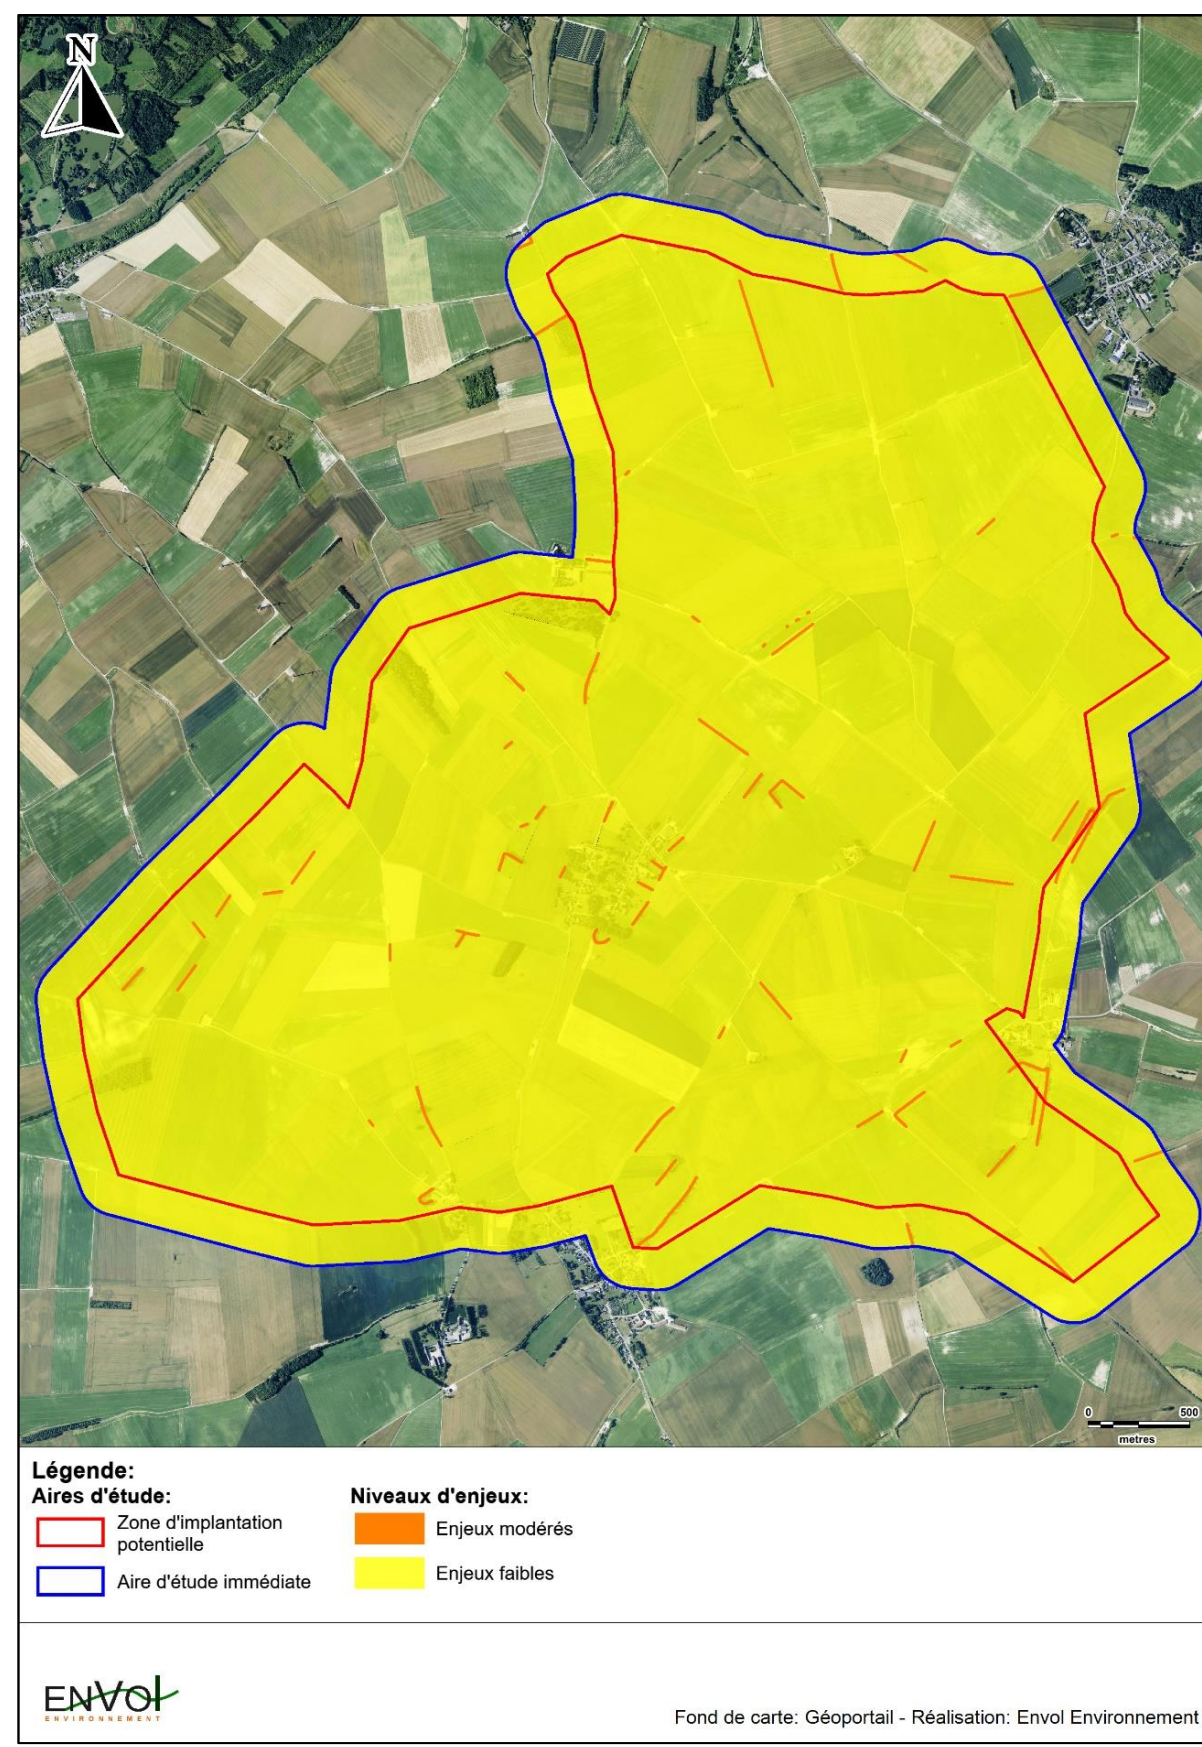 N
0 500
metres
Légende:
Aires d'étude:
Zone d'implantation
potentielle
Aire d'étude immédiate
Niveaux d'enjeux:
Enjeux modérés
Enjeux faibles
ENVOl
ENVIRONNEMENT
Fond de carte: Géoportail - Réalisation: Envol Environnement